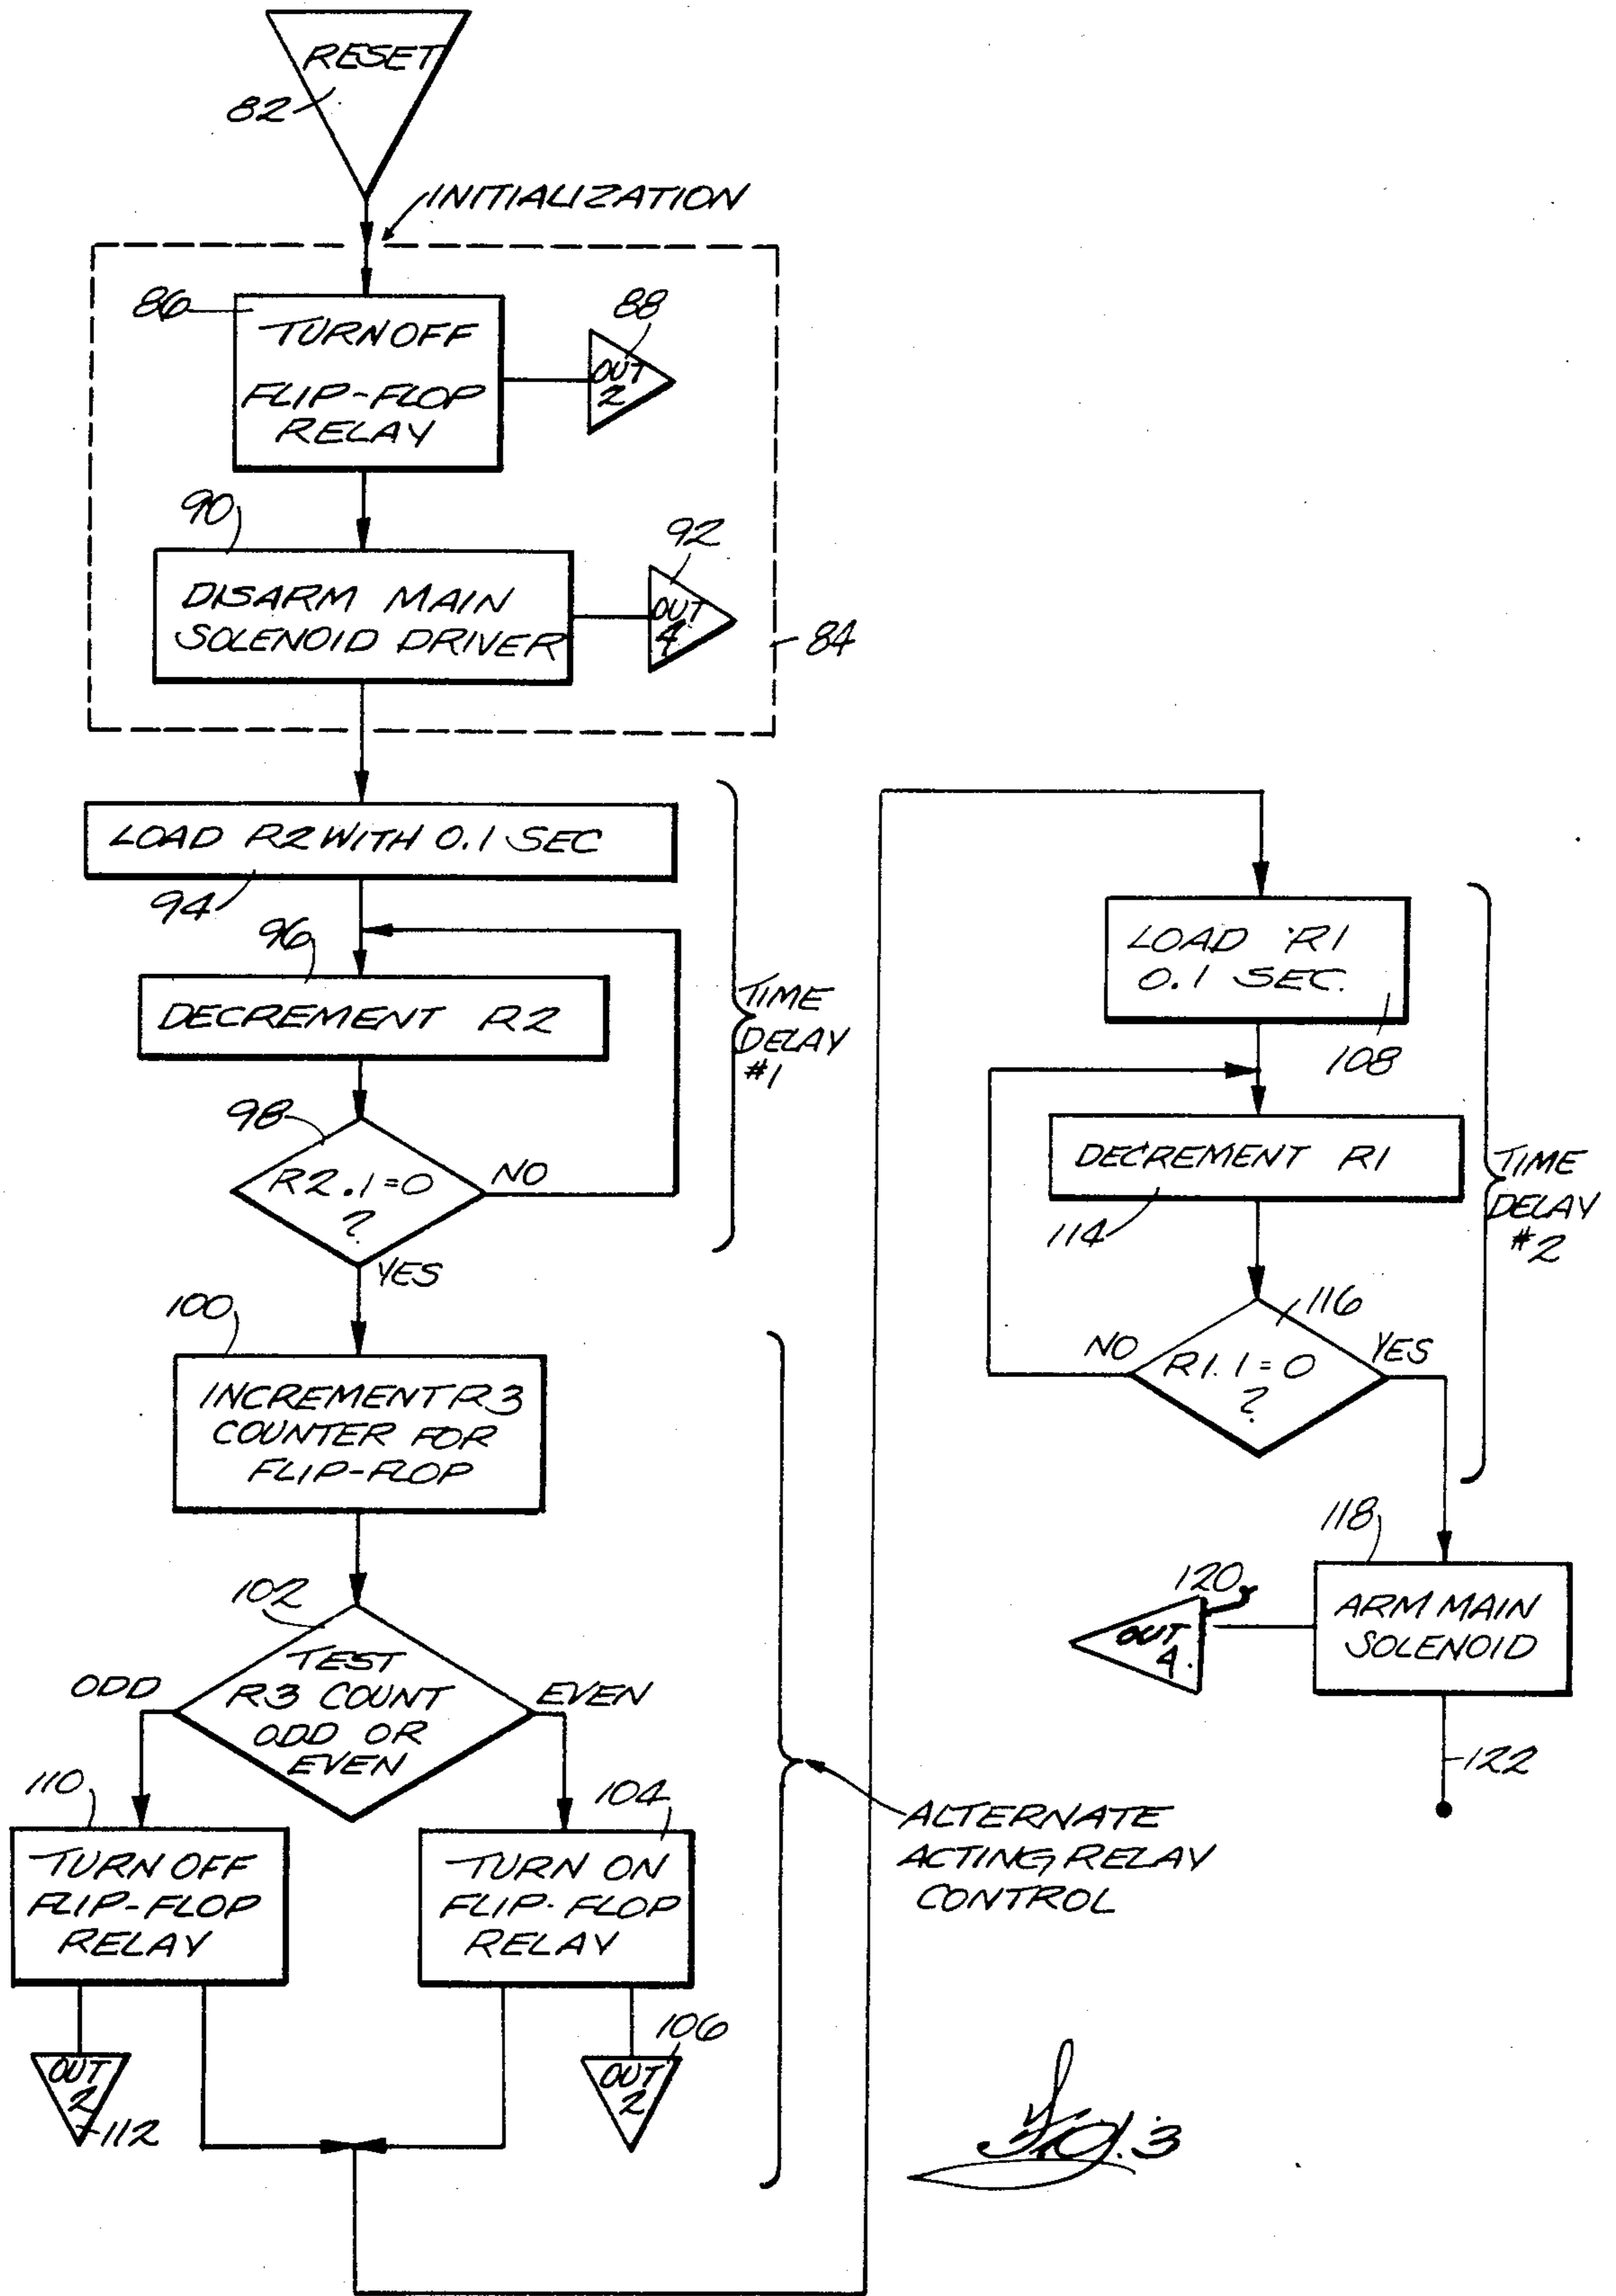 RESET
82
INITIALIZATION
86
TURN OFF
FLIP-FLOP
RELAY
88
OUT
2
90
DISARM MAIN
SOLENOID DRIVER
92
OUT
4
84
LOAD R2 WITH 0.1 SEC
94
96
DECREMENT R2
98
R2.1=0
?
NO
YES
TIME
DELAY
#1
100
INCREMENT R3
COUNTER FOR
FLIP-FLOP
102
TEST
R3 COUNT
ODD OR
EVEN
ODD
EVEN
110
TURN OFF
FLIP-FLOP
RELAY
104
TURN ON
FLIP-FLOP
RELAY
OUT
2
112
106
OUT
2
ALTERNATE
ACTING RELAY
CONTROL
LOAD R1
0.1 SEC.
108
DECREMENT R1
114
TIME
DELAY
#2
116
NO
R1.1=0
?
YES
118
ARM MAIN
SOLENOID
120
OUT
4
122
Fig. 3